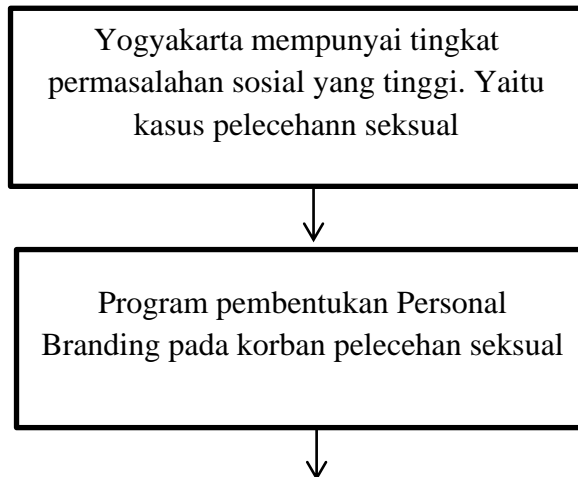 Yogyakarta mempunyai tingkat
permasalahan sosial yang tinggi. Yaitu
kasus pelecehann seksual
Program pembentukan Personal
Branding pada korban pelecehan seksual